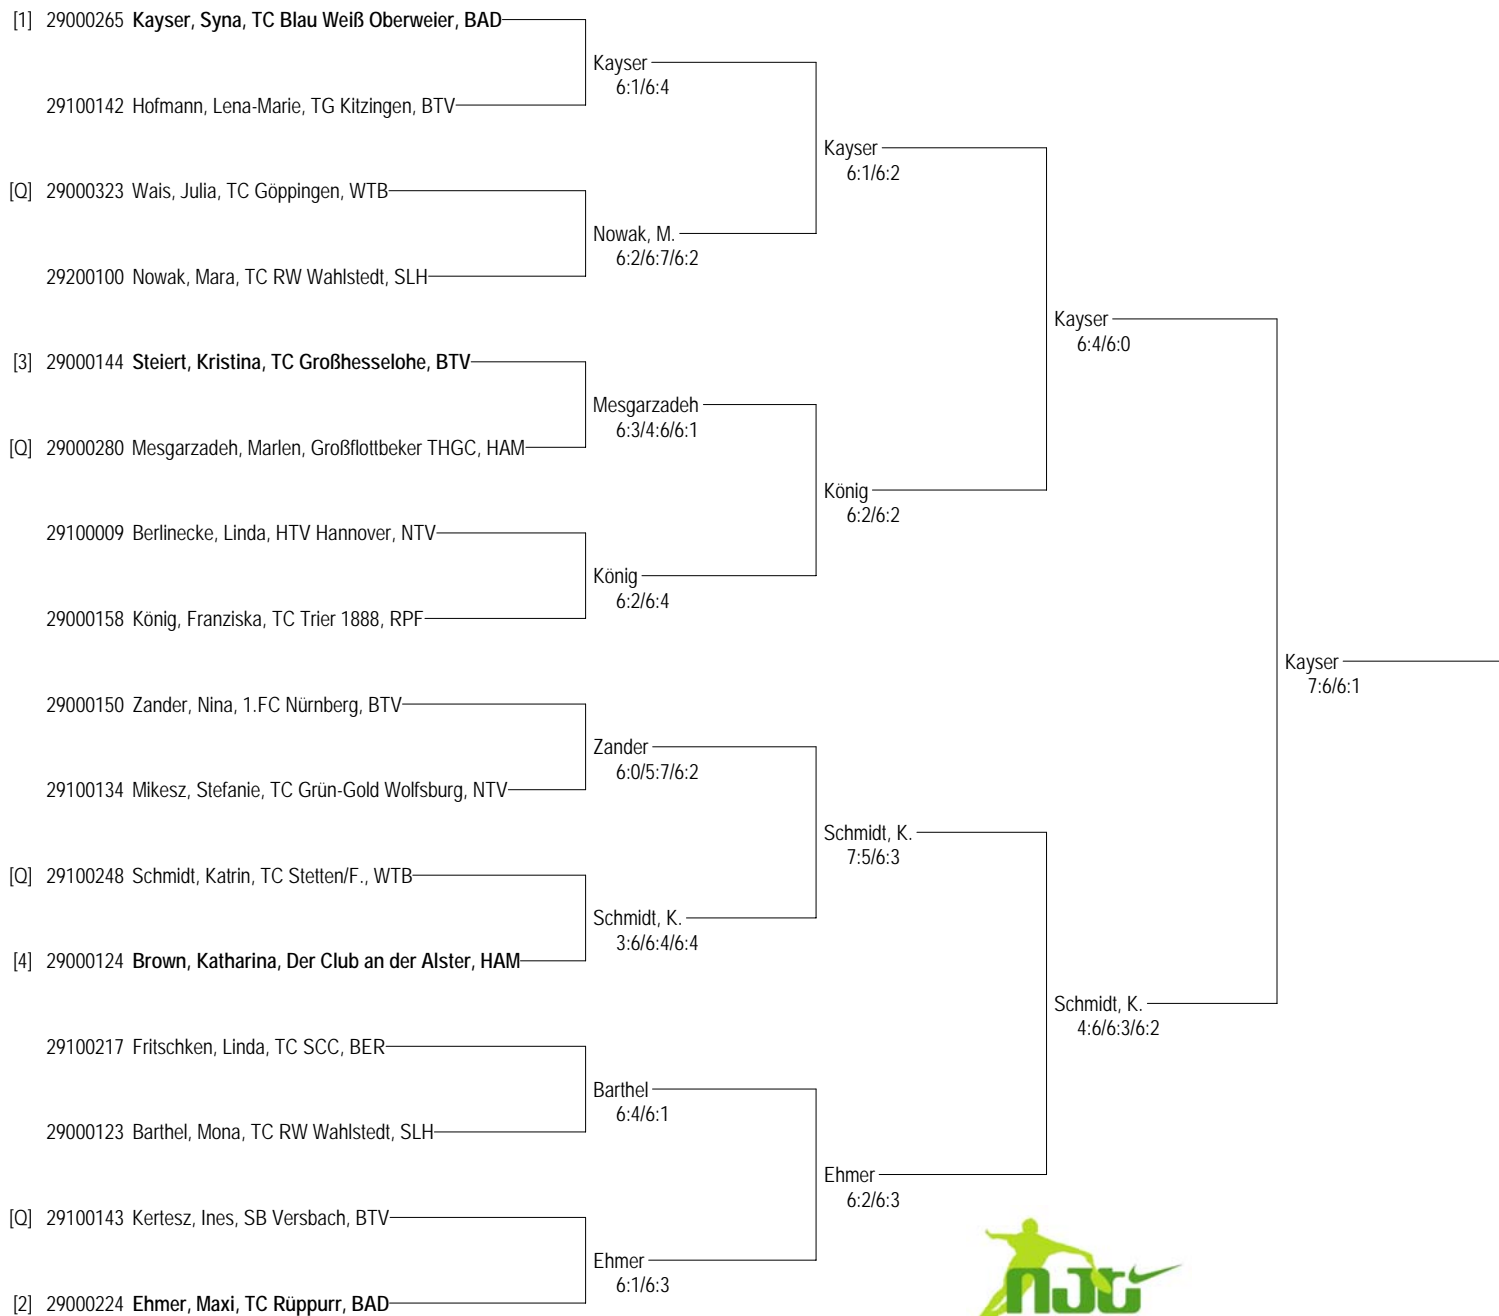 [1] 29000265 Kayser, Syna, TC Blau Weiß Oberweier, BAD
Kayser
6:1/6:4
29100142 Hofmann, Lena-Marie, TG Kitzingen, BTV
Kayser
6:1/6:2
[Q] 29000323 Wais, Julia, TC Göppingen, WTB
Nowak, M.
6:2/6:7/6:2
29200100 Nowak, Mara, TC RW Wahlstedt, SLH
Kayser
6:4/6:0
[3] 29000144 Steiert, Kristina, TC Großhesselohe, BTV
Mesgarzadeh
6:3/4:6/6:1
[Q] 29000280 Mesgarzadeh, Marlen, Großflottbeker THGC, HAM
König
6:2/6:2
29100009 Berlinecke, Linda, HTV Hannover, NTV
König
6:2/6:4
29000158 König, Franziska, TC Trier 1888, RPF
Kayser
7:6/6:1
29000150 Zander, Nina, 1.FC Nürnberg, BTV
Zander
6:0/5:7/6:2
29100134 Mikesz, Stefanie, TC Grün-Gold Wolfsburg, NTV
Schmidt, K.
7:5/6:3
[Q] 29100248 Schmidt, Katrin, TC Stetten/F., WTB
Schmidt, K.
3:6/6:4/6:4
[4] 29000124 Brown, Katharina, Der Club an der Alster, HAM
Schmidt, K.
4:6/6:3/6:2
29100217 Fritschken, Linda, TC SCC, BER
Barthel
6:4/6:1
29000123 Barthel, Mona, TC RW Wahlstedt, SLH
Ehmer
6:2/6:3
[Q] 29100143 Kertesz, Ines, SB Versbach, BTV
Ehmer
6:1/6:3
[2] 29000224 Ehmer, Maxi, TC Rüppurr, BAD
njt